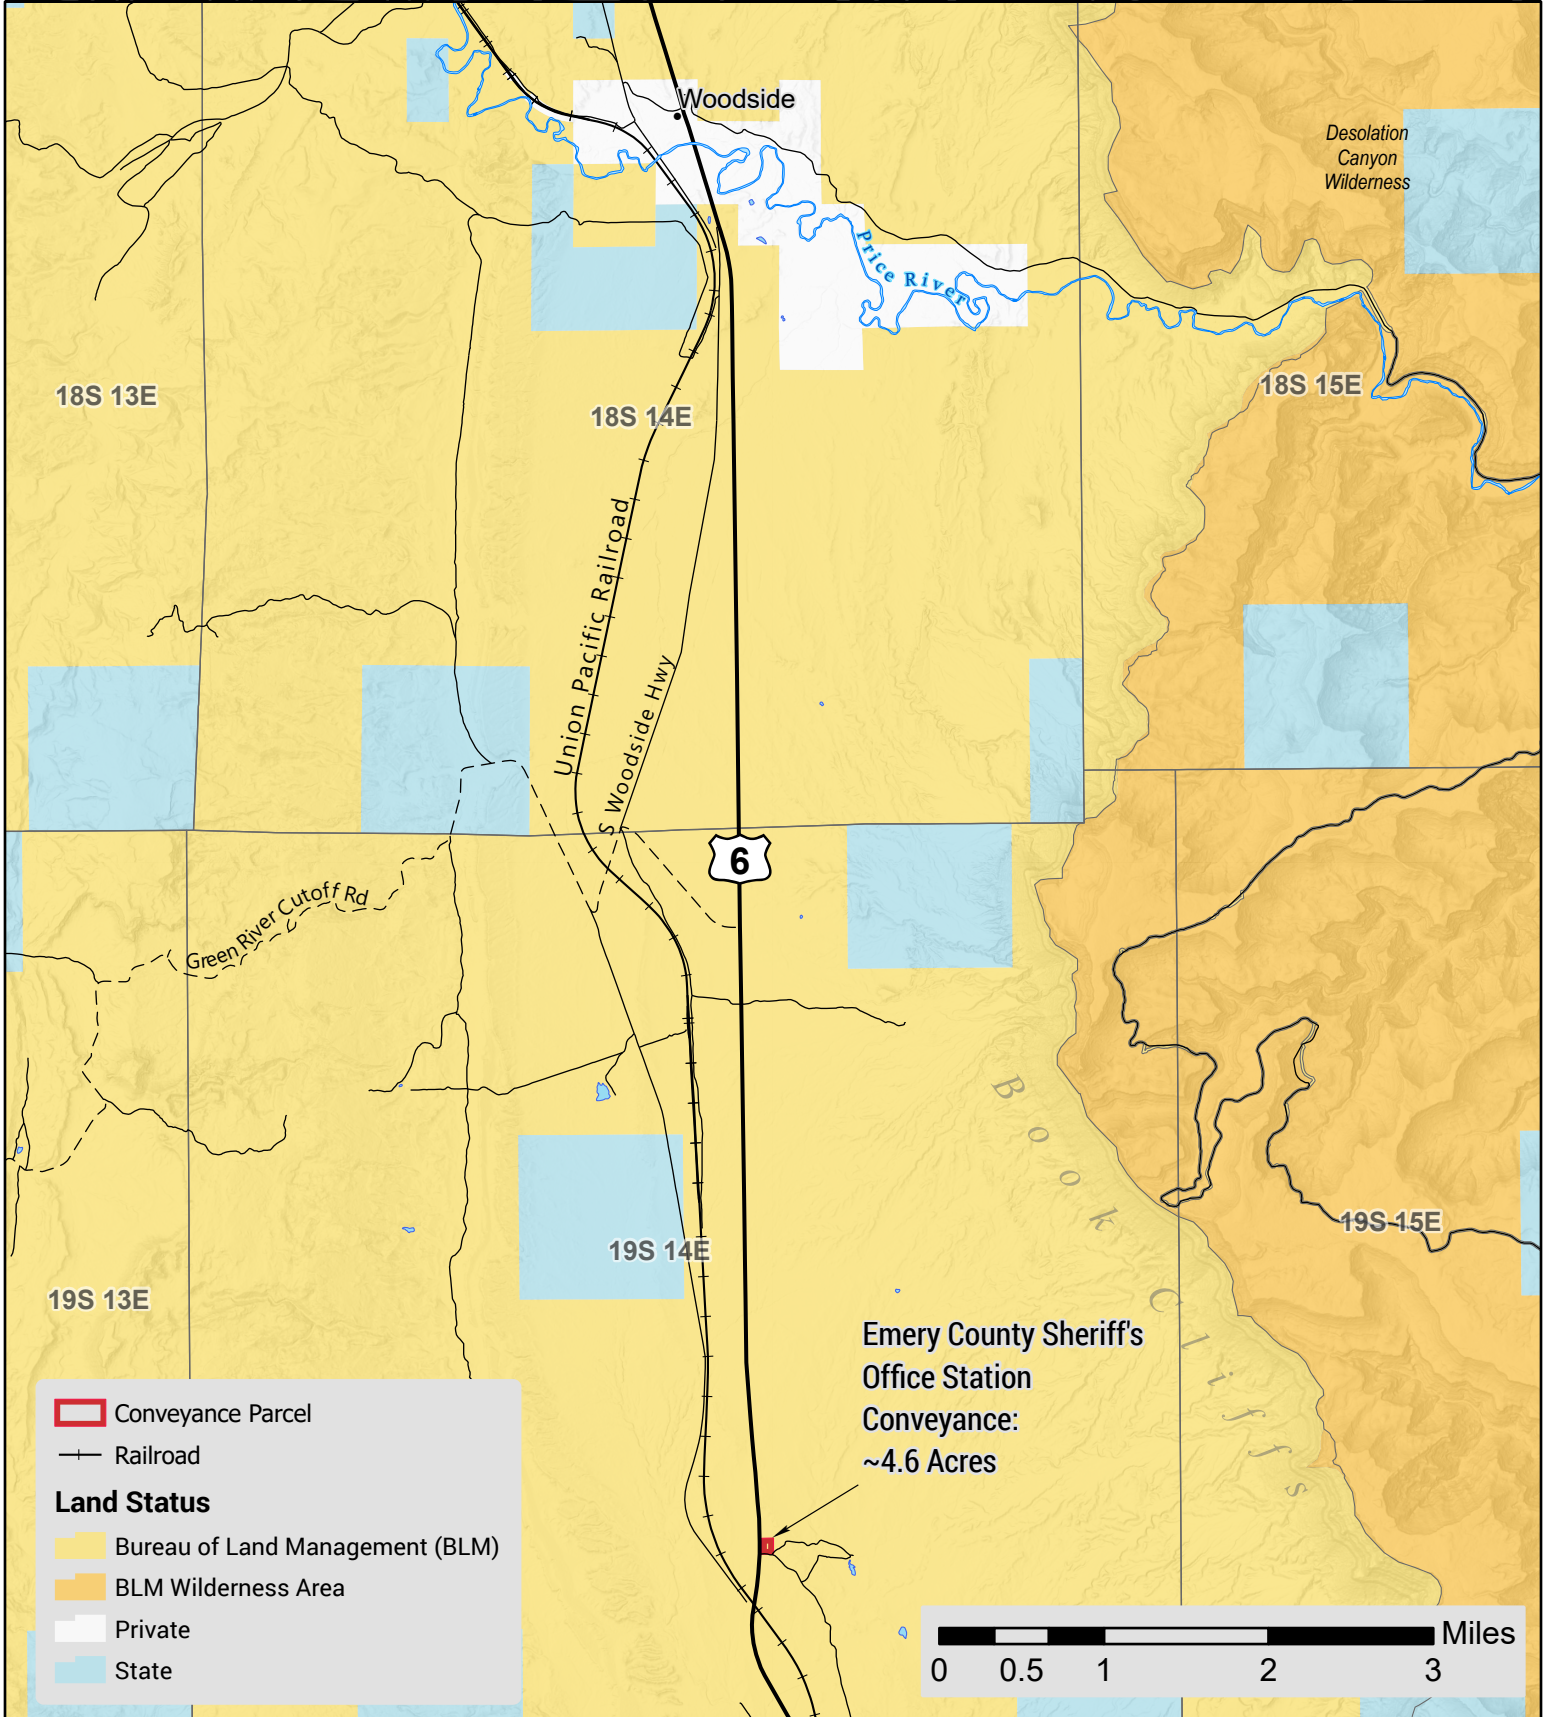 Woodside
Desolation
Canyon
Wilderness
Price River
18S 13E
18S 14E
18S 15E
Union Pacific Railroad
S Woodside Hwy
6
Green River Cutoff Rd
Book Cliffs
19S 13E
19S 14E
19S 15E
Emery County Sheriff's
Office Station
Conveyance:
~4.6 Acres
Conveyance Parcel
Railroad
Land Status
Bureau of Land Management (BLM)
BLM Wilderness Area
Private
State
Miles
0 0.5 1 2 3